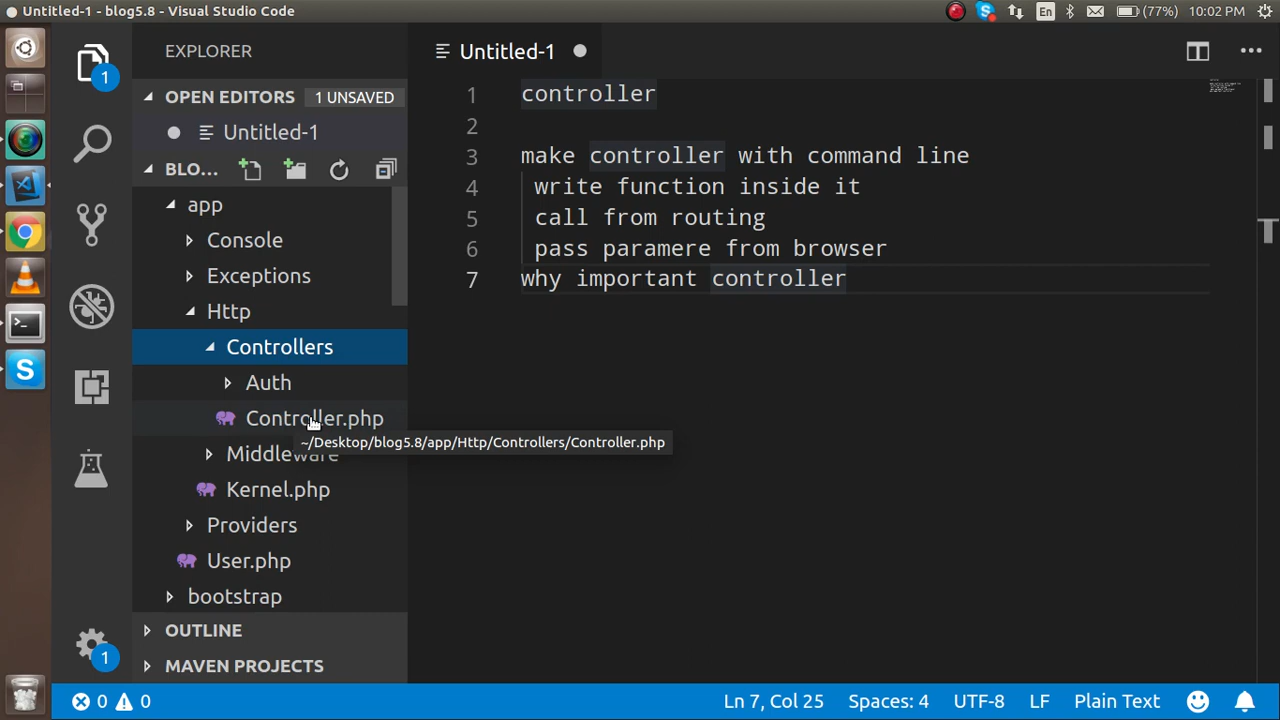 Untitled-1 - blog5.8 - Visual Studio Code
En (77%) 10:02 PM
EXPLORER
Untitled-1
OPEN EDITORS 1 UNSAVED
Untitled-1
BLO...
app
Console
Exceptions
Http
Controllers
Auth
Controller.php
~/Desktop/blog5.8/app/Http/Controllers/Controller.php
Middleware
Kernel.php
Providers
User.php
bootstrap
OUTLINE
MAVEN PROJECTS
1
1
1 controller
2
3 make controller with command line
4 write function inside it
5 call from routing
6 pass paramere from browser
7 why important controller
0 0
Ln 7, Col 25 Spaces: 4 UTF-8 LF Plain Text